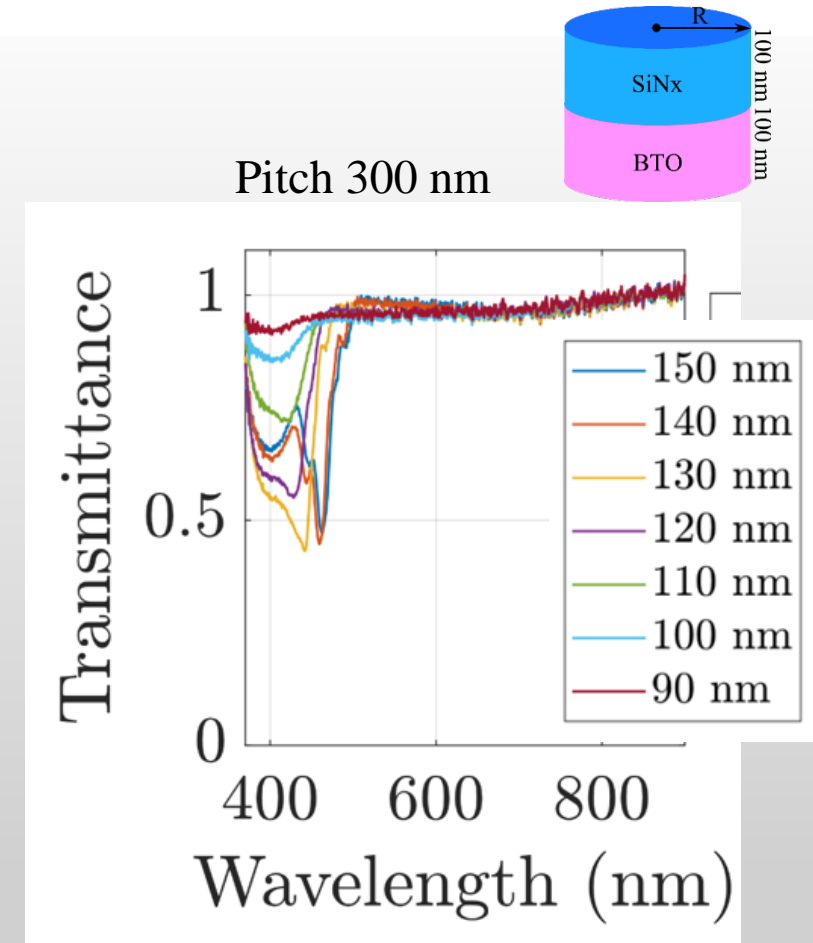 R
SiNx
BTO
100 nm 100 nm
Pitch 300 nm
Transmittance
1
0.5
0
400 600 800
Wavelength (nm)
150 nm
140 nm
130 nm
120 nm
110 nm
100 nm
90 nm